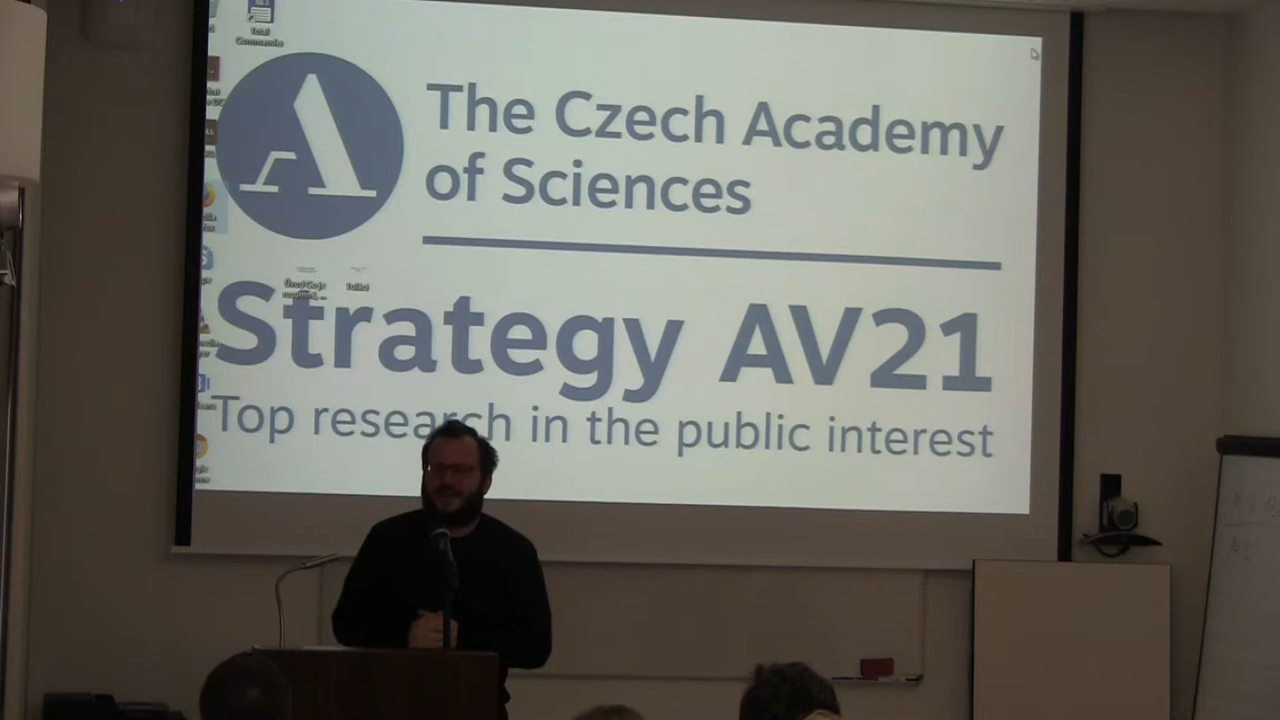 Total
Commander
The Czech Academy
of Sciences
Strategy AV21
Top research in the public interest